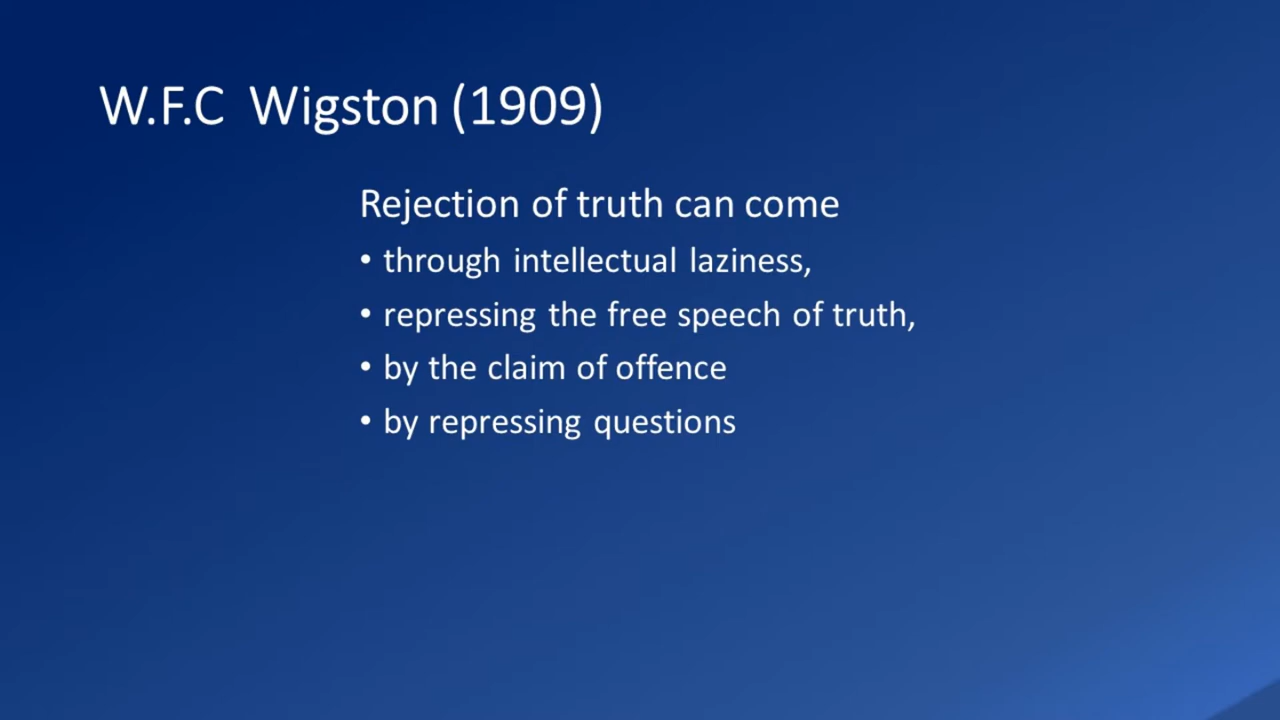 W.F.C  Wigston (1909)
Rejection of truth can come
• through intellectual laziness,
• repressing the free speech of truth,
• by the claim of offence
• by repressing questions